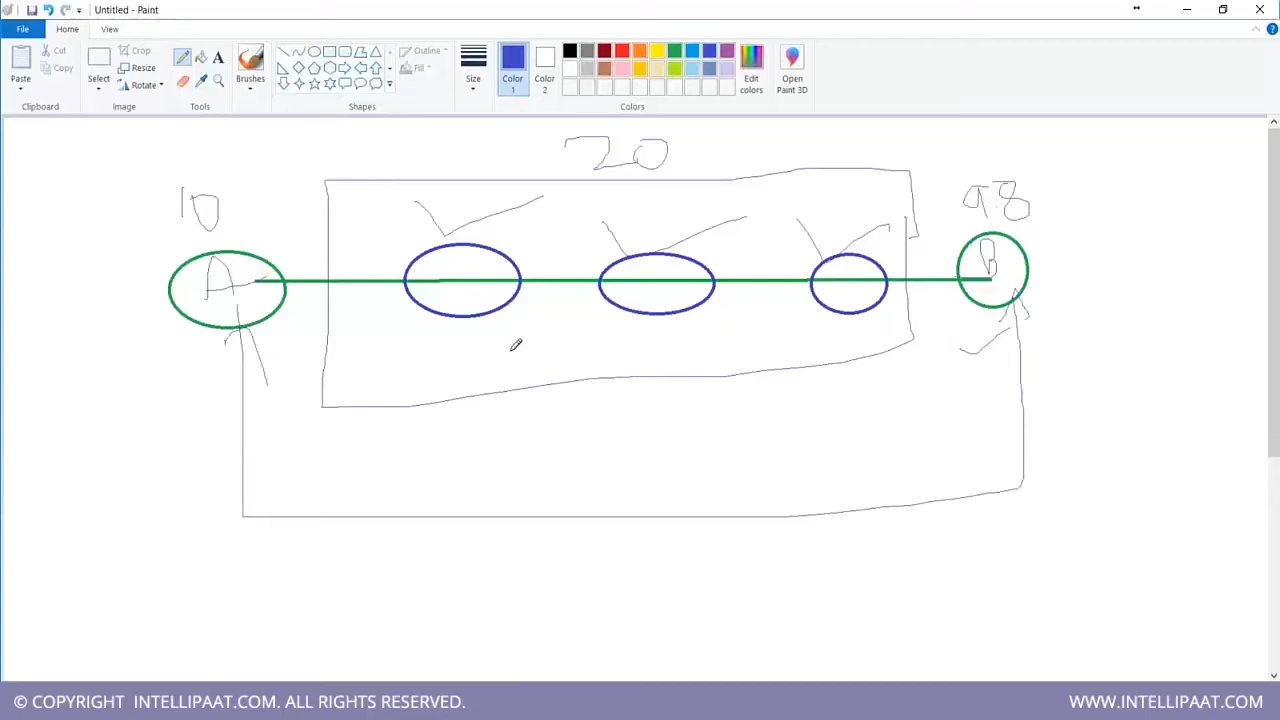 Untitled - Paint
File Home View
Paste
Cut
Copy
Clipboard
Select
Crop
Resize
Rotate
Image
A
Tools
Brushes
Shapes
Outline
Fill
Size
Color 1
Color 2
Colors
Edit colors
Open Paint 3D
20
10
98
A
B
© COPYRIGHT INTELLIPAAT.COM. ALL RIGHTS RESERVED.
WWW.INTELLIPAAT.COM